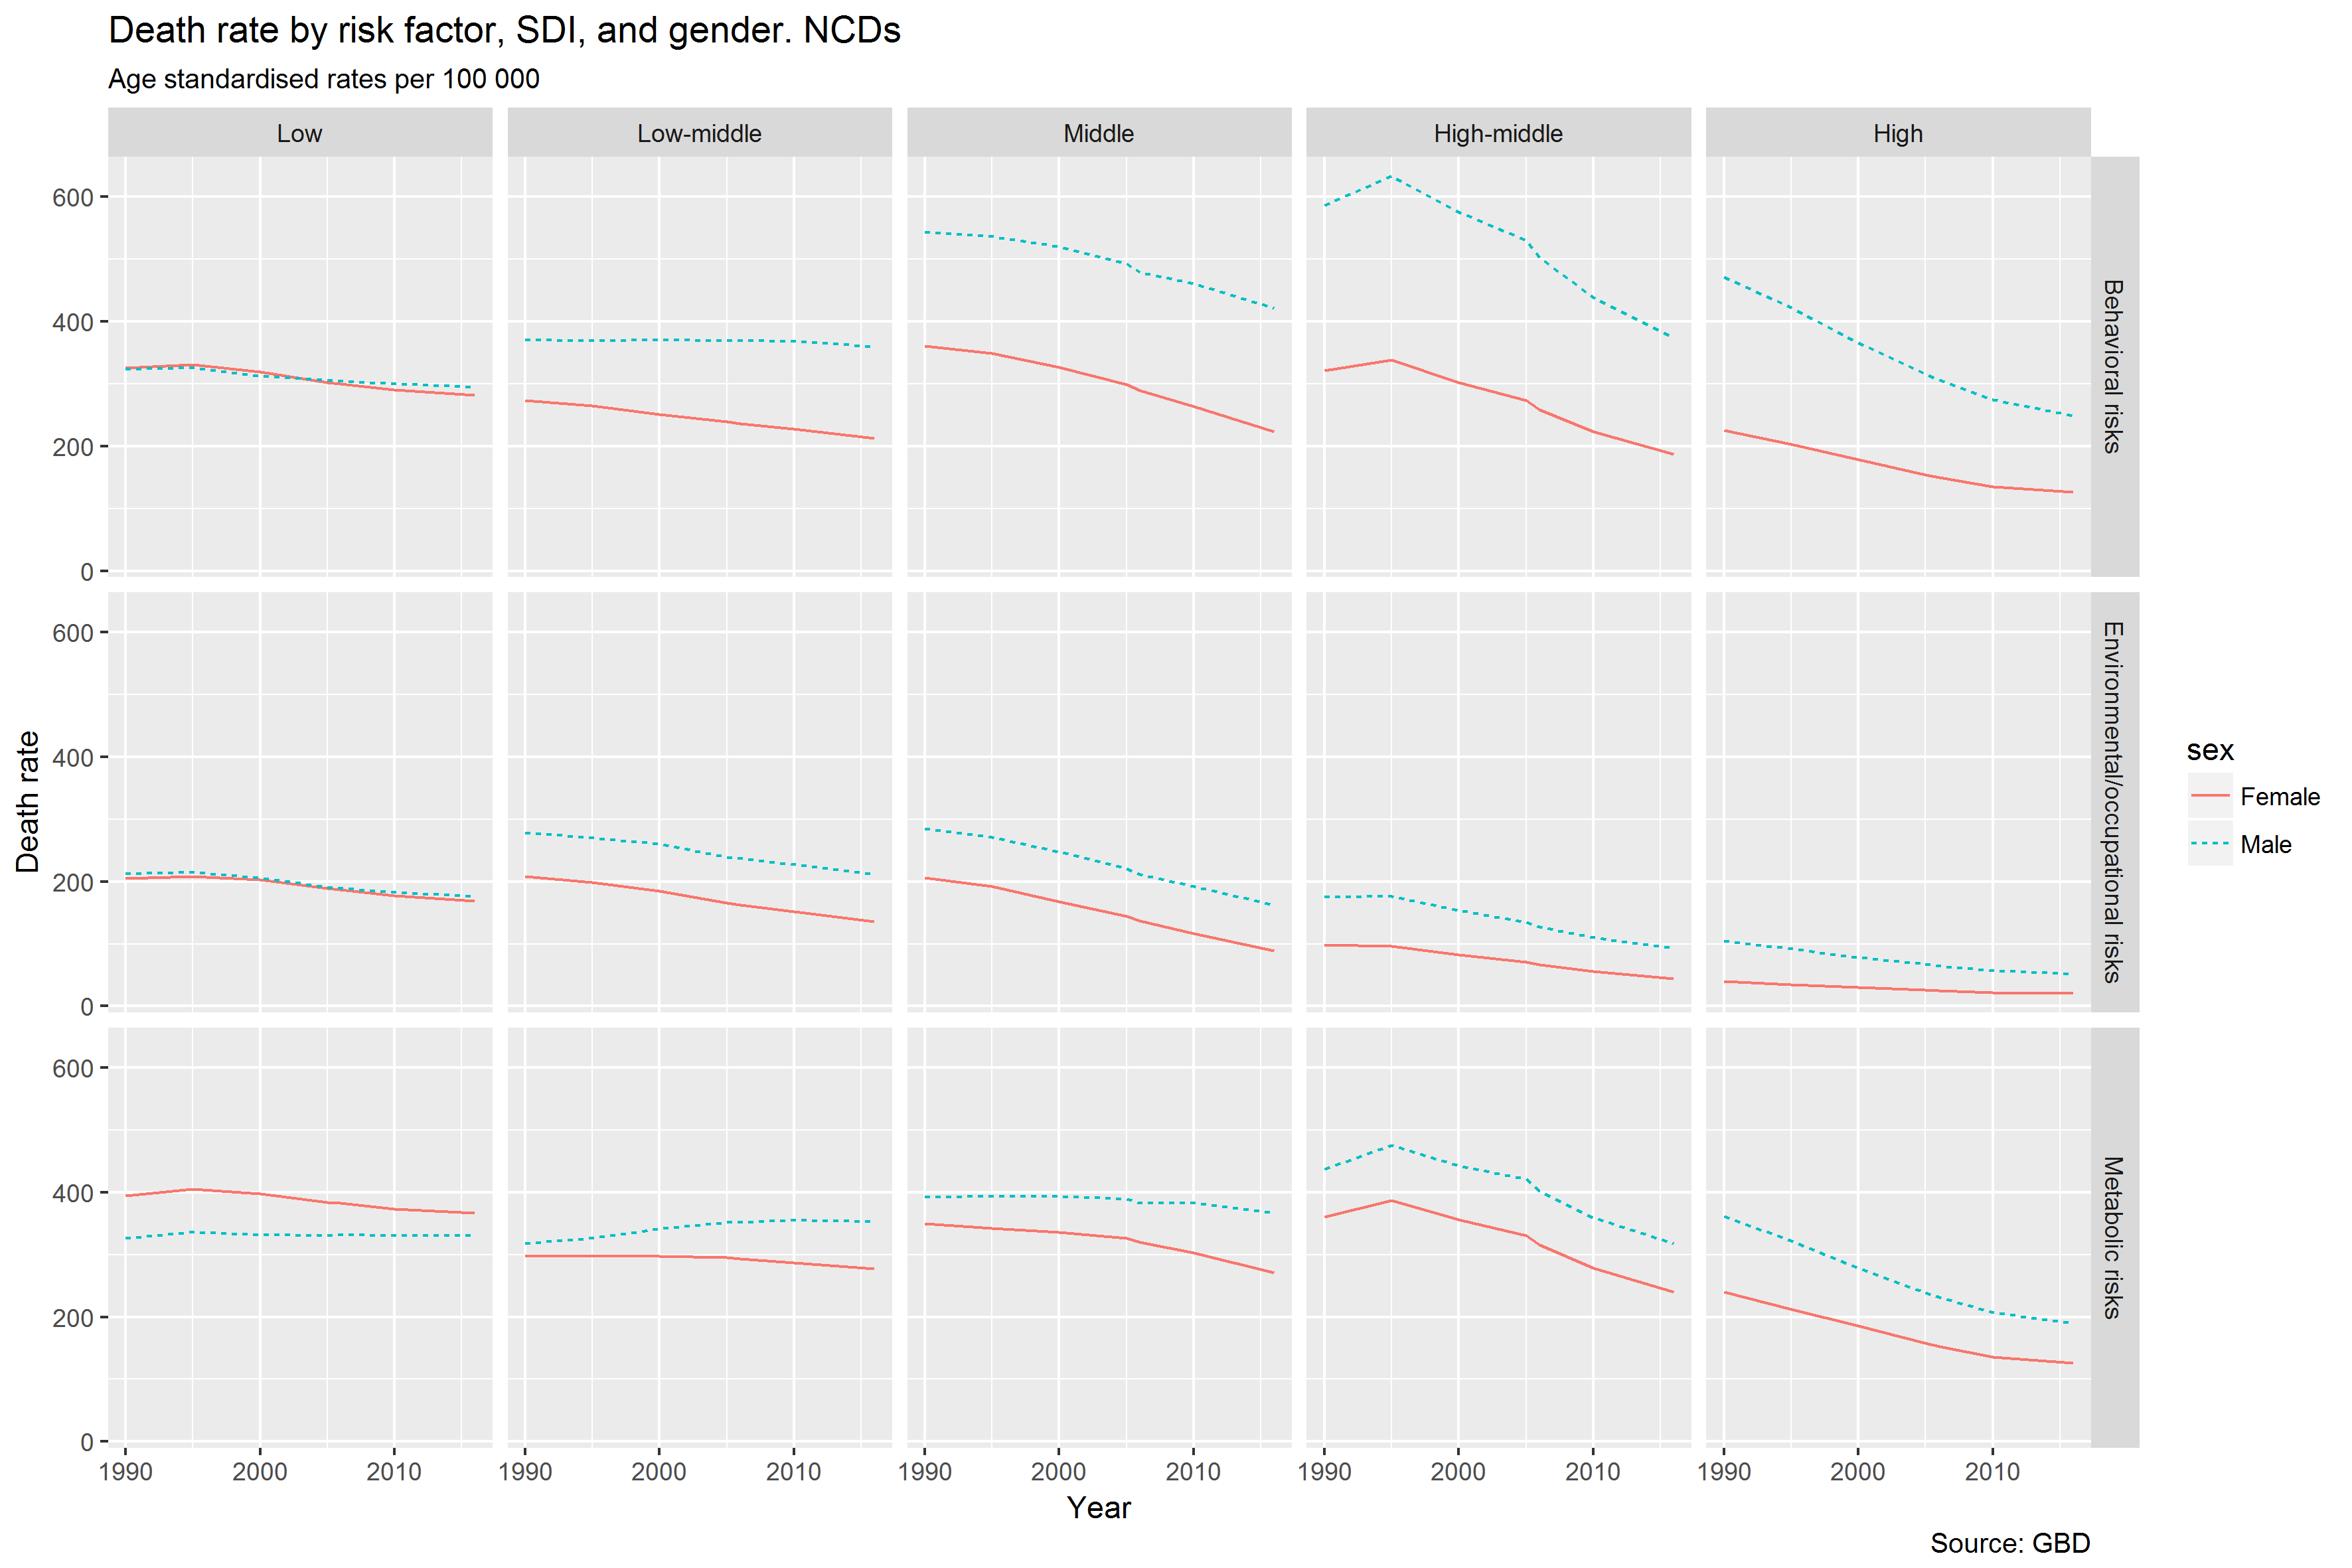 Death rate by risk factor, SDI, and gender. NCDs
Age standardised rates per 100 000
Low
Low-middle
Middle
High-middle
High
600
400
200
0
Behavioral risks
600
400
200
0
Environmental/occupational risks
600
400
200
0
Metabolic risks
Death rate
sex
Female
Male
1990
2000
2010
1990
2000
2010
1990
2000
2010
1990
2000
2010
1990
2000
2010
Year
Source: GBD